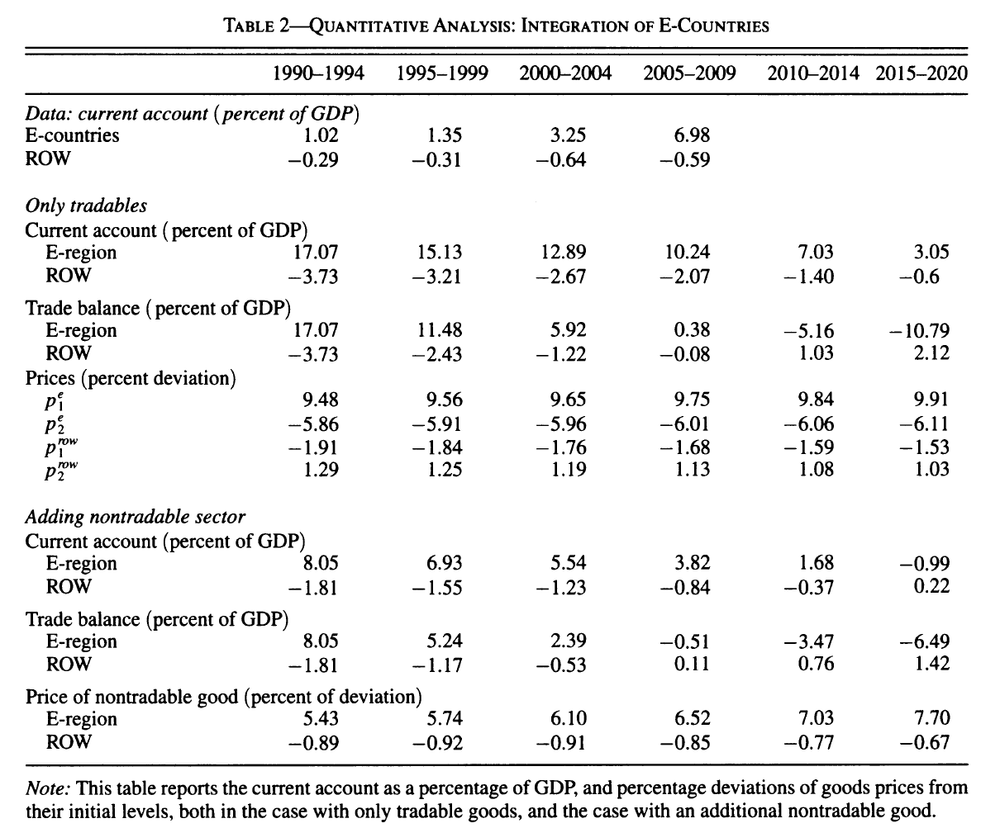 TABLE 2—QUANTITATIVE ANALYSIS: INTEGRATION OF E-COUNTRIES
1990–1994 1995–1999 2000–2004 2005–2009 2010–2014 2015–2020
Data: current account (percent of GDP)
E-countries 1.02 1.35 3.25 6.98
ROW −0.29 −0.31 −0.64 −0.59
Only tradables
Current account (percent of GDP)
E-region 17.07 15.13 12.89 10.24 7.03 3.05
ROW −3.73 −3.21 −2.67 −2.07 −1.40 −0.6
Trade balance (percent of GDP)
E-region 17.07 11.48 5.92 0.38 −5.16 −10.79
ROW −3.73 −2.43 −1.22 −0.08 1.03 2.12
Prices (percent deviation)
p₁ᵉ 9.48 9.56 9.65 9.75 9.84 9.91
p₂ᵉ −5.86 −5.91 −5.96 −6.01 −6.06 −6.11
p₁ʳᵒʷ −1.91 −1.84 −1.76 −1.68 −1.59 −1.53
p₂ʳᵒʷ 1.29 1.25 1.19 1.13 1.08 1.03
Adding nontradable sector
Current account (percent of GDP)
E-region 8.05 6.93 5.54 3.82 1.68 −0.99
ROW −1.81 −1.55 −1.23 −0.84 −0.37 0.22
Trade balance (percent of GDP)
E-region 8.05 5.24 2.39 −0.51 −3.47 −6.49
ROW −1.81 −1.17 −0.53 0.11 0.76 1.42
Price of nontradable good (percent of deviation)
E-region 5.43 5.74 6.10 6.52 7.03 7.70
ROW −0.89 −0.92 −0.91 −0.85 −0.77 −0.67
Note: This table reports the current account as a percentage of GDP, and percentage deviations of goods prices from
their initial levels, both in the case with only tradable goods, and the case with an additional nontradable good.